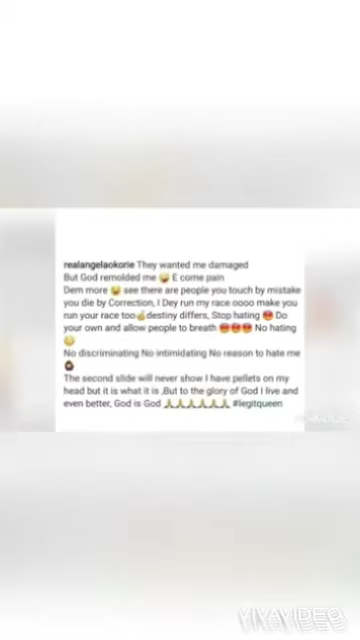 realangelaokorie They wanted me damaged
But God remolded me 😜 E come pain
Dem more 😜 see there are people you touch by mistake
you die by Correction, I Dey run my race oooo make you
run your race too☝destiny differs, Stop hating 😡 Do
your own and allow people to breath 😡😡😡 No hating
😳
No discriminating No intimidating No reason to hate me
🙆
The second slide will never show I have pellets on my
head but it is what it is ,But to the glory of God I live and
even better, God is God 🙏🙏🙏🙏🙏🙏 #legitqueen
VIVAVIDEO